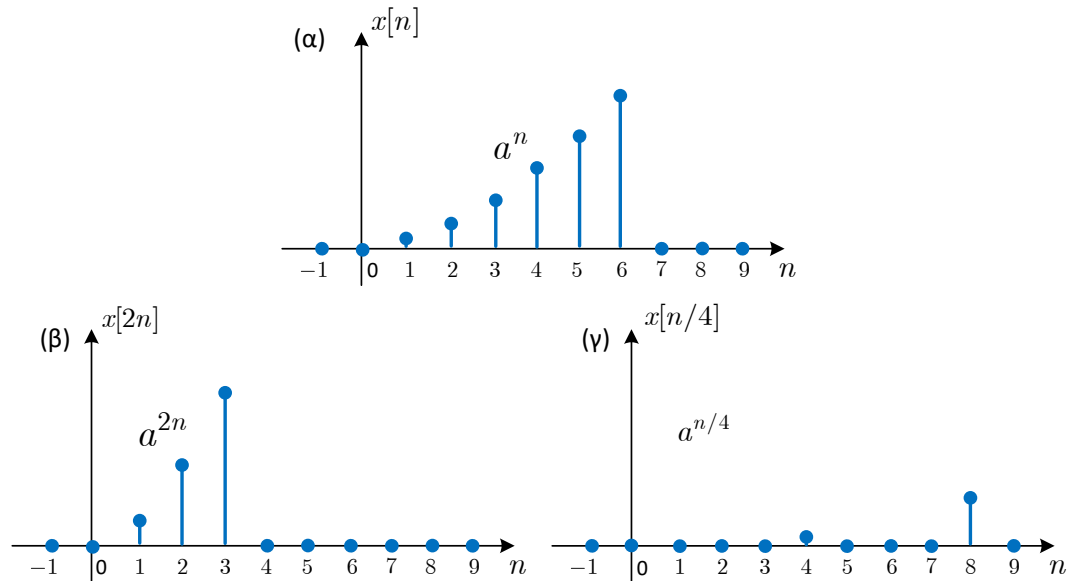 (α)
x[n]
a^n
−1 0 1 2 3 4 5 6 7 8 9 n
(β)
x[2n]
a^{2n}
−1 0 1 2 3 4 5 6 7 8 9 n
(γ)
x[n/4]
a^{n/4}
−1 0 1 2 3 4 5 6 7 8 9 n